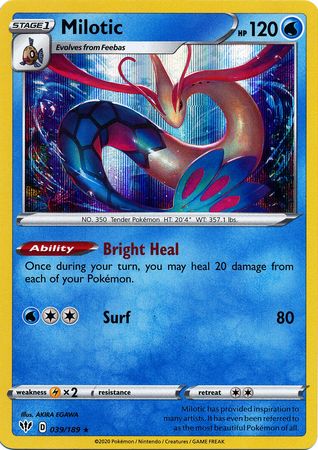 STAGE 1 Milotic HP 120
Evolves from Feebas
NO. 350 Tender Pokémon HT: 20'4" WT: 357.1 lbs.
Ability Bright Heal
Once during your turn, you may heal 20 damage from
each of your Pokémon.
Surf 80
weakness ×2 resistance retreat
Illus. AKIRA EGAWA
D 039/189 ★
Milotic has provided inspiration to
many artists. It has even been referred to
as the most beautiful Pokémon of all.
©2020 Pokémon / Nintendo / Creatures / GAME FREAK